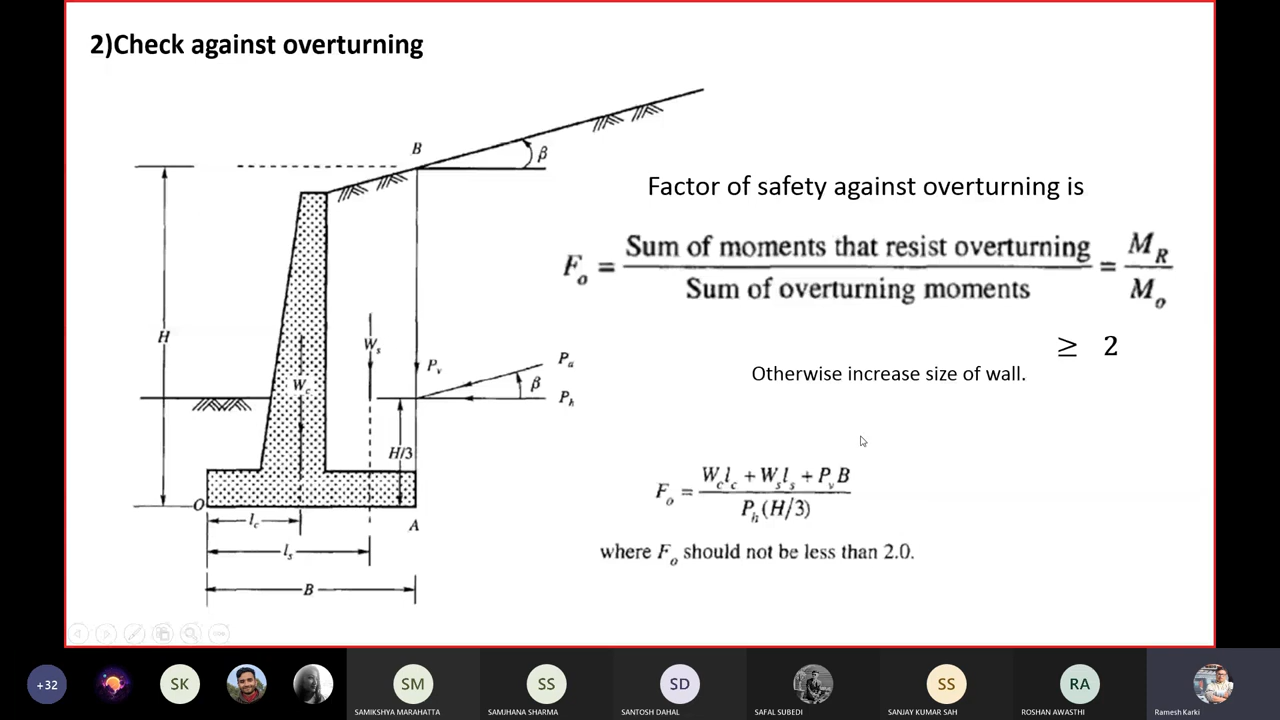 2)Check against overturning
B
β
Factor of safety against overturning is
F_o = Sum of moments that resist overturning / Sum of overturning moments = M_R / M_o
≥ 2
Otherwise increase size of wall.
H
W_s
P_v
P_a
β
P_h
W_c
H/3
O
A
l_c
l_s
B
F_o = W_c l_c + W_s l_s + P_v B / P_h (H/3)
where F_o should not be less than 2.0.
+32
SK
SM
SS
SD
SS
RA
SAMIKSHYA MARAHATTA
SAMJHANA SHARMA
SANTOSH DAHAL
SAFAL SUBEDI
SANJAY KUMAR SAH
ROSHAN AWASTHI
Ramesh Karki